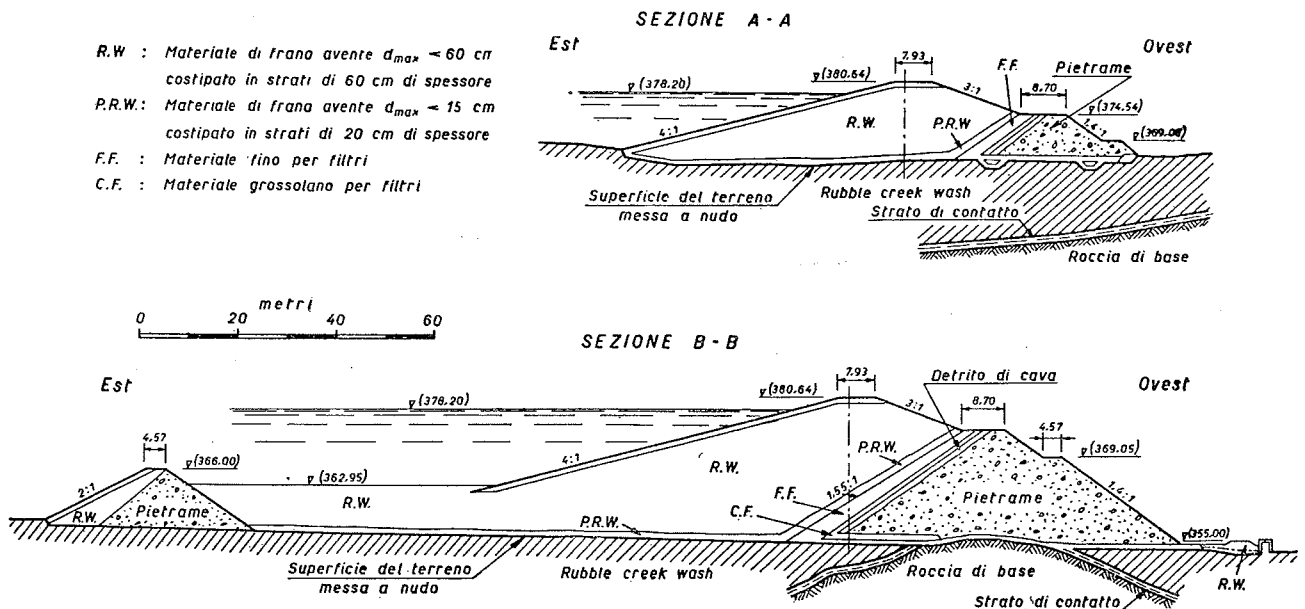 SEZIONE A-A
R.W : Materiale di frana avente dmax < 60 cm
costipato in strati di 60 cm di spessore
P.R.W.: Materiale di frana avente dmax < 15 cm
costipato in strati di 20 cm di spessore
F.F. : Materiale fino per filtri
C.F. : Materiale grossolano per filtri
Est
Ovest
7.93
(380.64)
(378.20)
F.F.
Pietrame
3:1
8.70
(374.54)
1.4:1
(369.08)
4:1
R.W.
P.R.W
Superficie del terreno
messa a nudo
Rubble creek wash
Strato di contatto
Roccia di base
metri
0 20 40 60
SEZIONE B-B
Est
Ovest
7.93
(380.64)
(378.20)
Detrito di cava
3:1
8.70
4.57
(369.05)
4.57
(366.00)
(362.95)
2:1
R.W.
Pietrame
4:1
R.W.
R.W.
P.R.W.
P.R.W.
1.55:1
F.F.
C.F.
Pietrame
1.4:1
(355.00)
R.W.
Superficie del terreno
messa a nudo
Rubble creek wash
Roccia di base
Strato di contatto